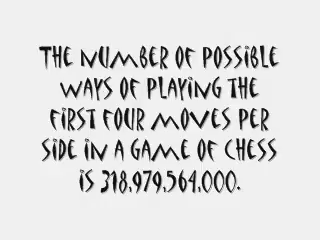 THE NUMBER OF POSSIBLE
WAYS OF PLAYING THE
FIRST FOUR MOVES PER
SIDE IN A GAME OF CHESS
IS 318,979,564,000.